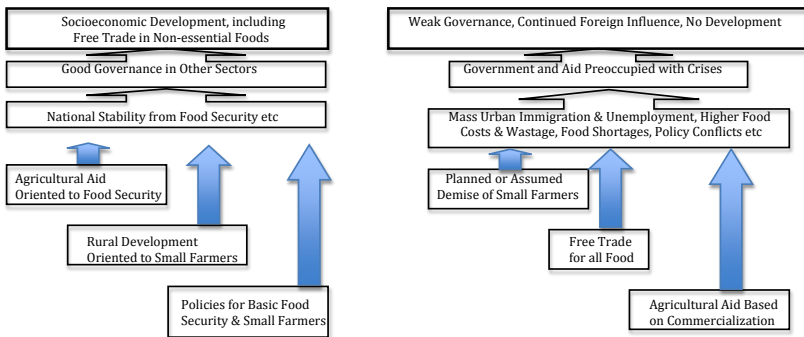 Socioeconomic Development, including
Free Trade in Non-essential Foods
Good Governance in Other Sectors
National Stability from Food Security etc
Agricultural Aid
Oriented to Food Security
Rural Development
Oriented to Small Farmers
Policies for Basic Food
Security & Small Farmers
Weak Governance, Continued Foreign Influence, No Development
Government and Aid Preoccupied with Crises
Mass Urban Immigration & Unemployment, Higher Food
Costs & Wastage, Food Shortages, Policy Conflicts etc
Planned or Assumed
Demise of Small Farmers
Free Trade
for all Food
Agricultural Aid Based
on Commercialization